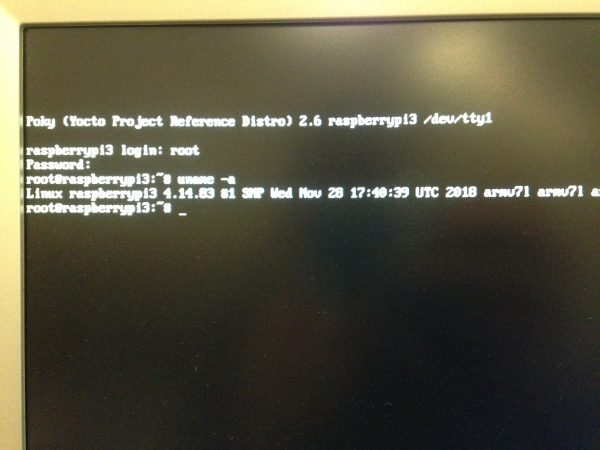 Poky (Yocto Project Reference Distro) 2.6 raspberrypi3 /dev/tty1
raspberrypi3 login: root
Password:
root@raspberrypi3:~# uname -a
Linux raspberrypi3 4.14.83 #1 SMP Wed Nov 28 17:40:39 UTC 2018 armv7l armv7l
root@raspberrypi3:~# _